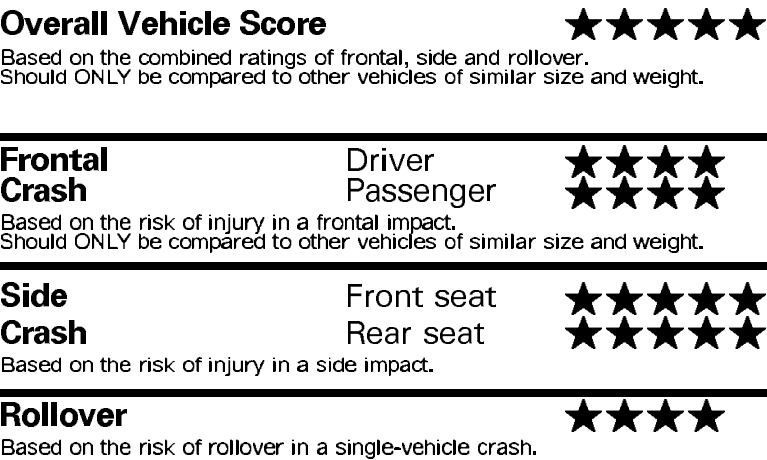 Overall Vehicle Score ★★★★★
Based on the combined ratings of frontal, side and rollover.
Should ONLY be compared to other vehicles of similar size and weight.
Frontal Driver ★★★★
Crash Passenger ★★★★
Based on the risk of injury in a frontal impact.
Should ONLY be compared to other vehicles of similar size and weight.
Side Front seat ★★★★★
Crash Rear seat ★★★★★
Based on the risk of injury in a side impact.
Rollover ★★★★
Based on the risk of rollover in a single-vehicle crash.